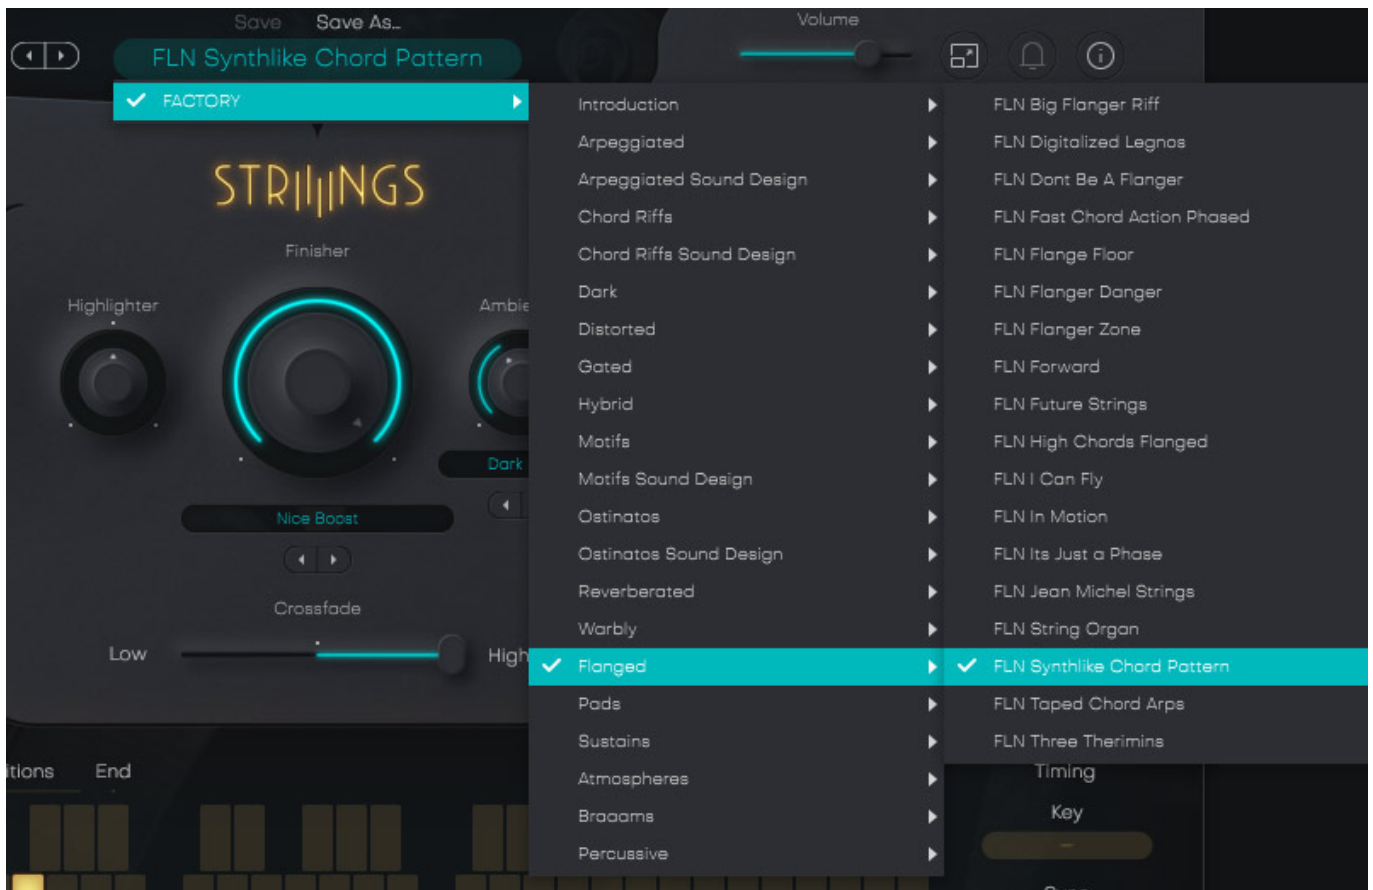 Save Save As...
Volume
FLN Synthlike Chord Pattern
FACTORY
STRIIIINGS
Finisher
Highlighter
Ambie
Dark
Nice Boost
Crossfade
Low
High
itions
End
Introduction
Arpeggiated
Arpeggiated Sound Design
Chord Riffs
Chord Riffs Sound Design
Dark
Distorted
Gated
Hybrid
Motifs
Motifs Sound Design
Ostinatos
Ostinatos Sound Design
Reverberated
Warbly
Flanged
Pads
Sustains
Atmospheres
Braaams
Percussive
FLN Big Flanger Riff
FLN Digitalized Legnos
FLN Dont Be A Flanger
FLN Fast Chord Action Phased
FLN Flange Floor
FLN Flanger Danger
FLN Flanger Zone
FLN Forward
FLN Future Strings
FLN High Chords Flanged
FLN I Can Fly
FLN In Motion
FLN Its Just a Phase
FLN Jean Michel Strings
FLN String Organ
FLN Synthlike Chord Pattern
FLN Taped Chord Arps
FLN Three Therimins
Timing
Key
-